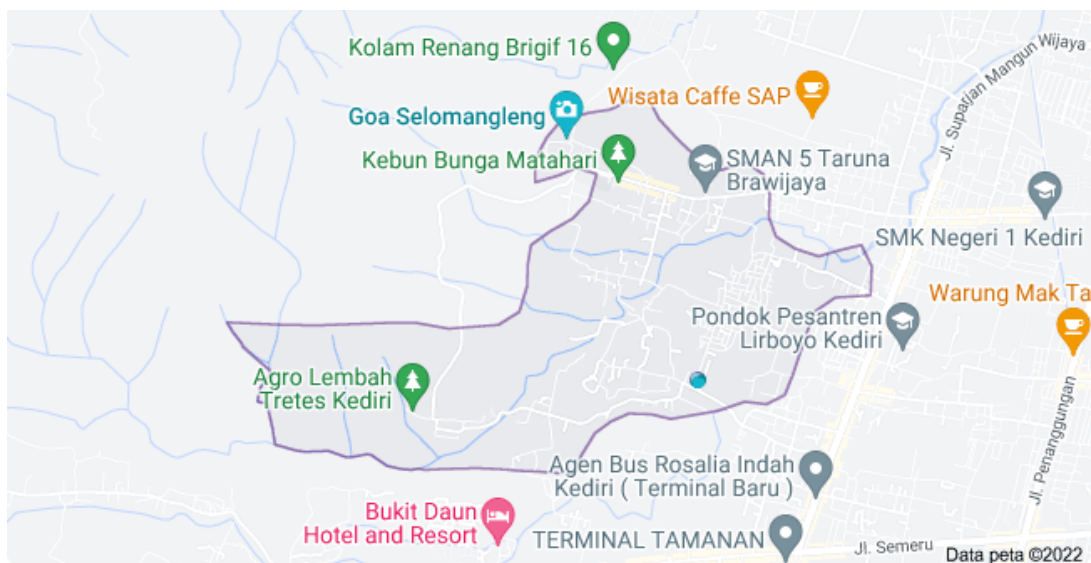 Kolam Renang Brigif 16
Wisata Caffe SAP
Goa Selomangleng
Kebun Bunga Matahari
SMAN 5 Taruna
Brawijaya
Jl. Suparjan Mangun Wijaya
SMK Negeri 1 Kediri
Warung Mak Ta
Pondok Pesantren
Lirboyo Kediri
Agro Lembah
Tretes Kediri
Jl. Penanggungan
Agen Bus Rosalia Indah
Kediri ( Terminal Baru )
Bukit Daun
Hotel and Resort
TERMINAL TAMANAN
Jl. Semeru
Data peta ©2022